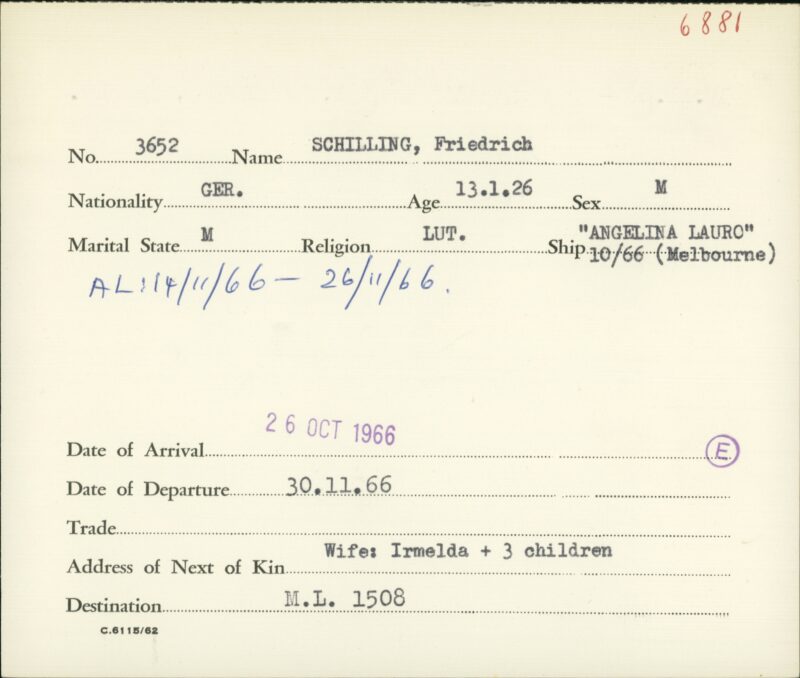 6881
No. 3652 Name SCHILLING, Friedrich
Nationality GER. Age 13.1.26 Sex M
Marital State M Religion LUT. Ship "ANGELINA LAURO"
10/66 (Melbourne)
AL:14/11/66 — 26/11/66.
26 OCT 1966
Date of Arrival E
Date of Departure 30.11.66
Trade
Address of Next of Kin Wife: Irmelda + 3 children
Destination M.L. 1508
C.6115/62